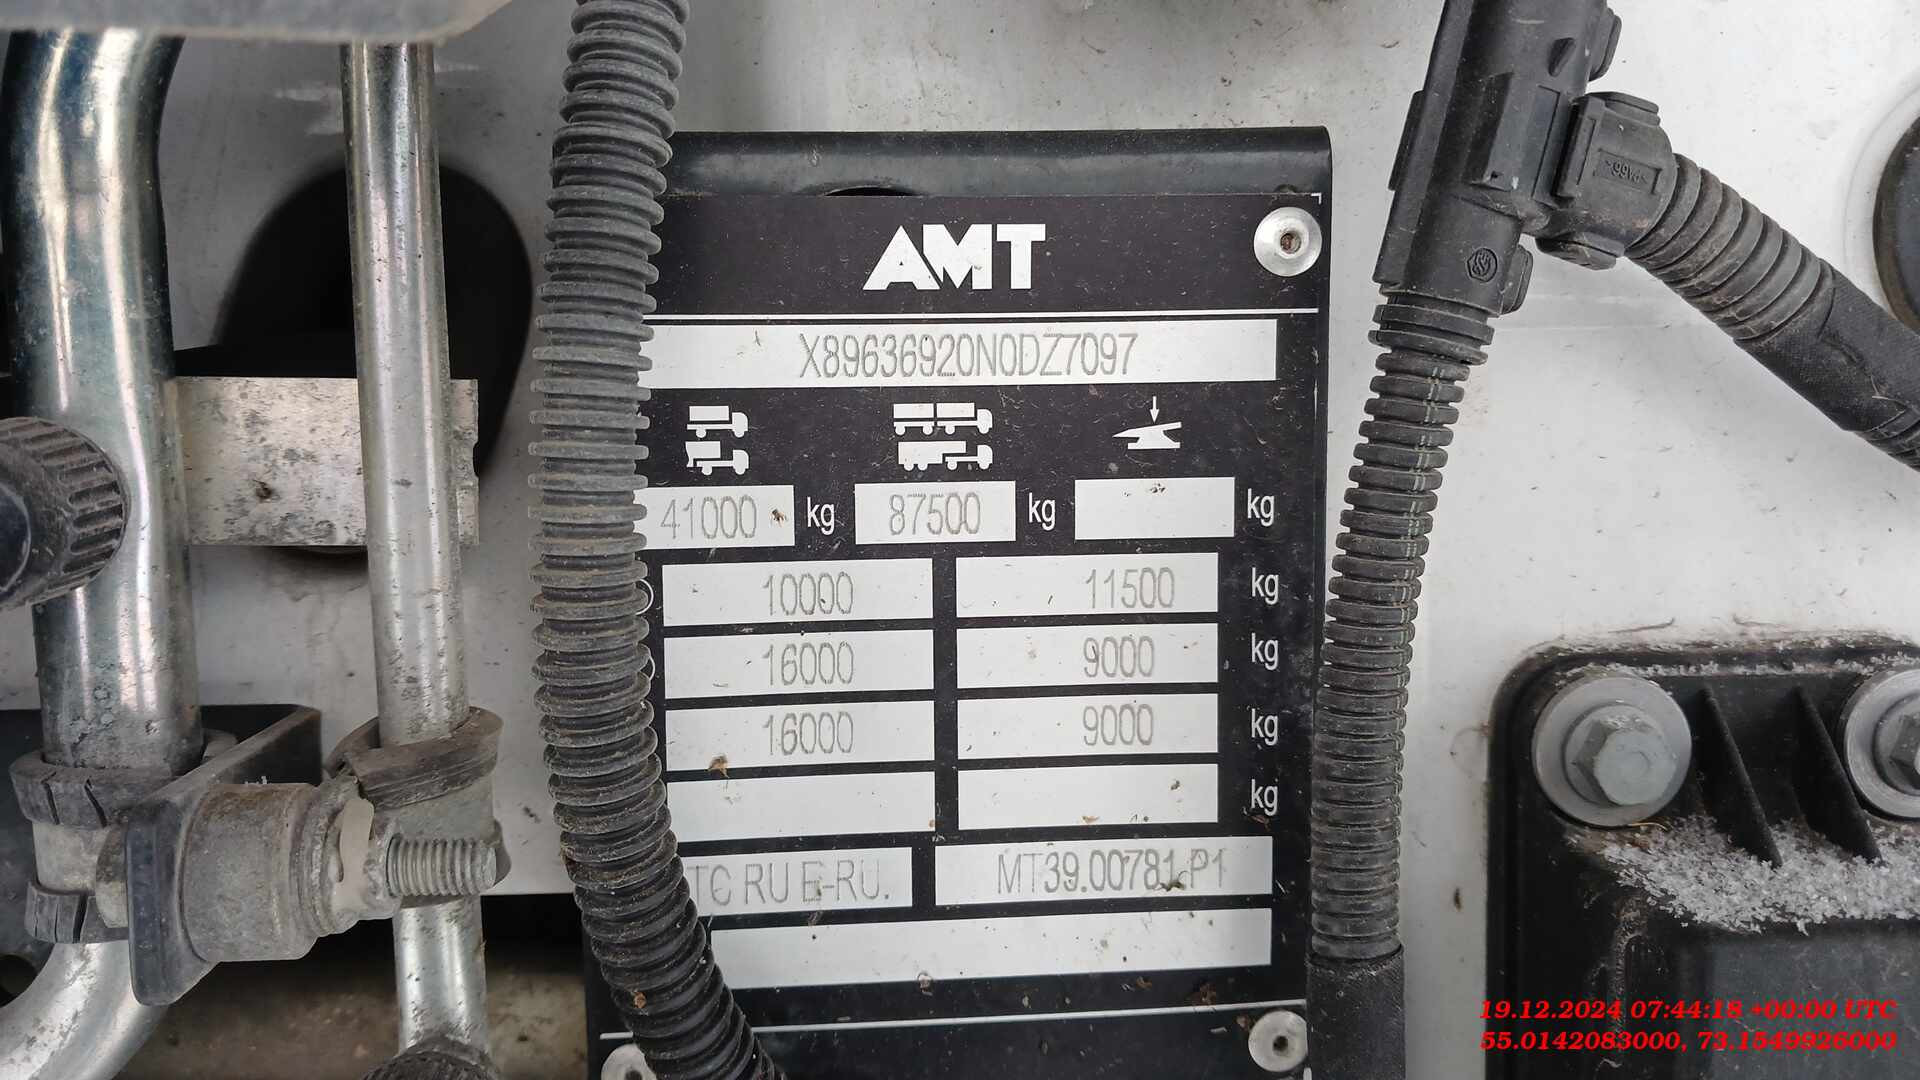 AMT
X89636920N0DZ7097
41000 kg 87500 kg kg
10000 11500 kg
16000 9000 kg
16000 9000 kg
kg
TC RU E-RU. MT39.00781.P1
>PA66<
19.12.2024 07:44:18 +00:00 UTC
55.0142083000, 73.1549926000